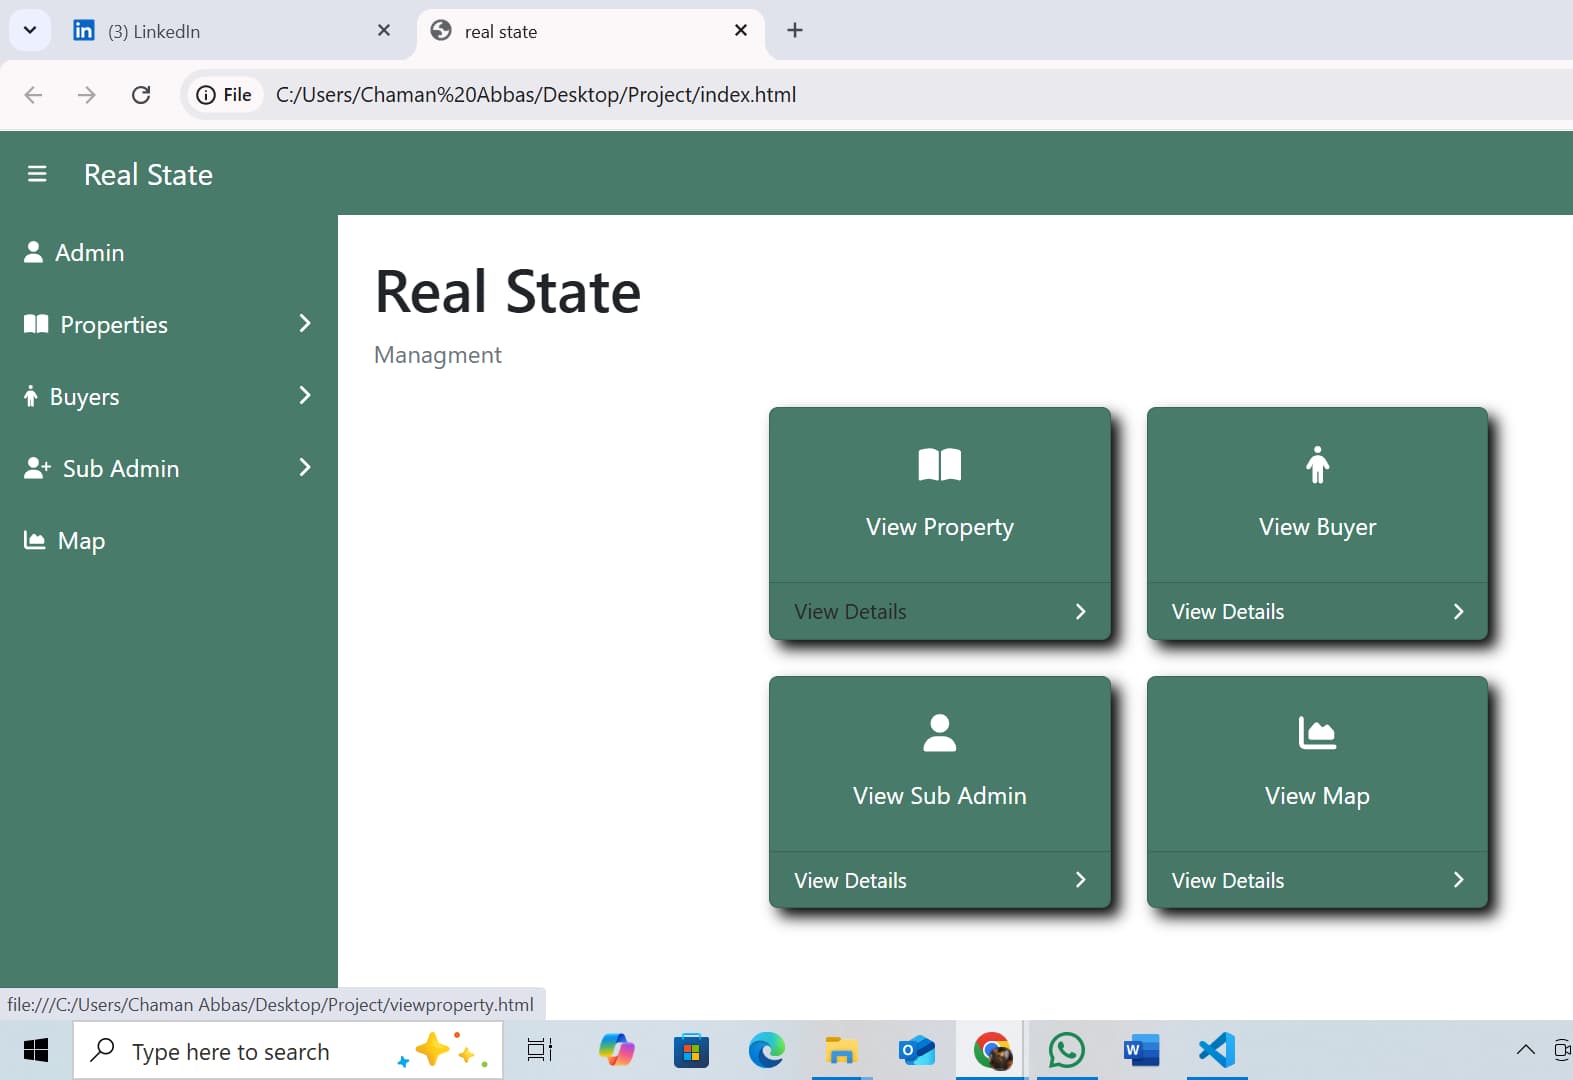 (3) LinkedIn
real state
File
C:/Users/Chaman%20Abbas/Desktop/Project/index.html
Real State
Admin
Properties
Buyers
Sub Admin
Map
Real State
Managment
View Property
View Details
View Buyer
View Details
View Sub Admin
View Details
View Map
View Details
file:///C:/Users/Chaman Abbas/Desktop/Project/viewproperty.html
Type here to search